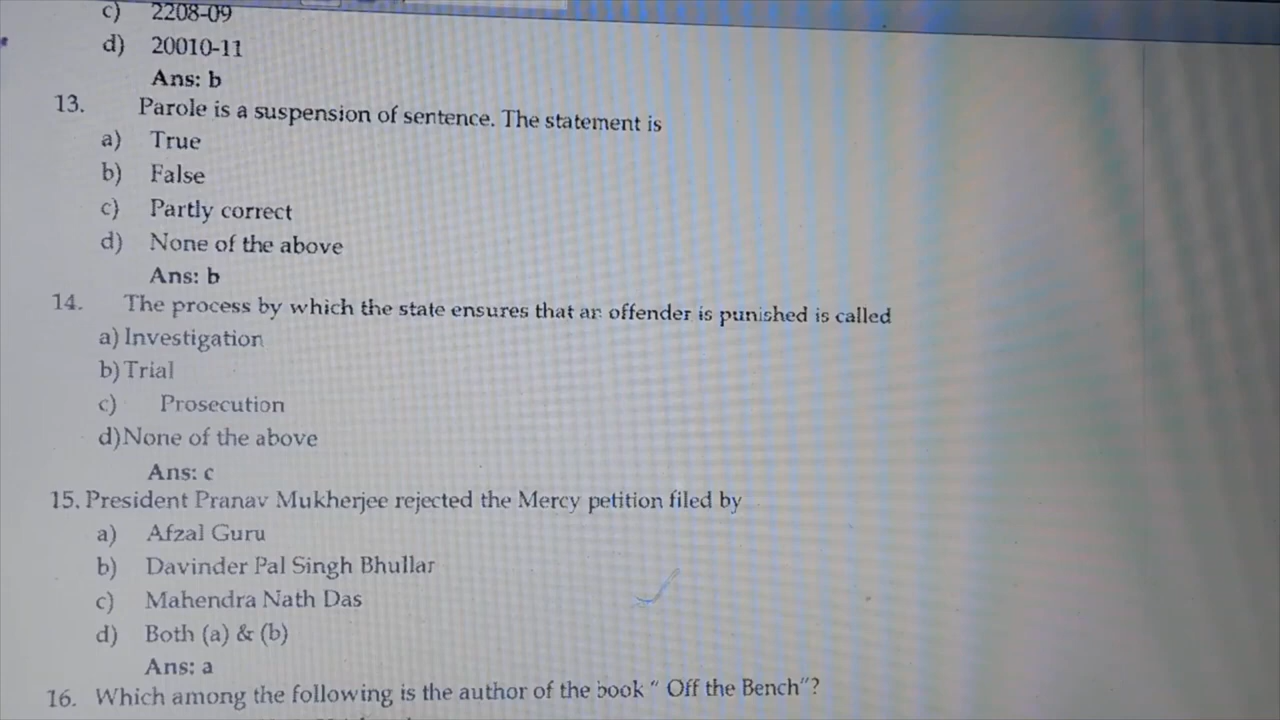 c) 2208-09
d) 20010-11
Ans: b
13. Parole is a suspension of sentence. The statement is
a) True
b) False
c) Partly correct
d) None of the above
Ans: b
14. The process by which the state ensures that an offender is punished is called
a) Investigation
b) Trial
c) Prosecution
d) None of the above
Ans: c
15. President Pranav Mukherjee rejected the Mercy petition filed by
a) Afzal Guru
b) Davinder Pal Singh Bhullar
c) Mahendra Nath Das
d) Both (a) & (b)
Ans: a
16. Which among the following is the author of the book “ Off the Bench”?